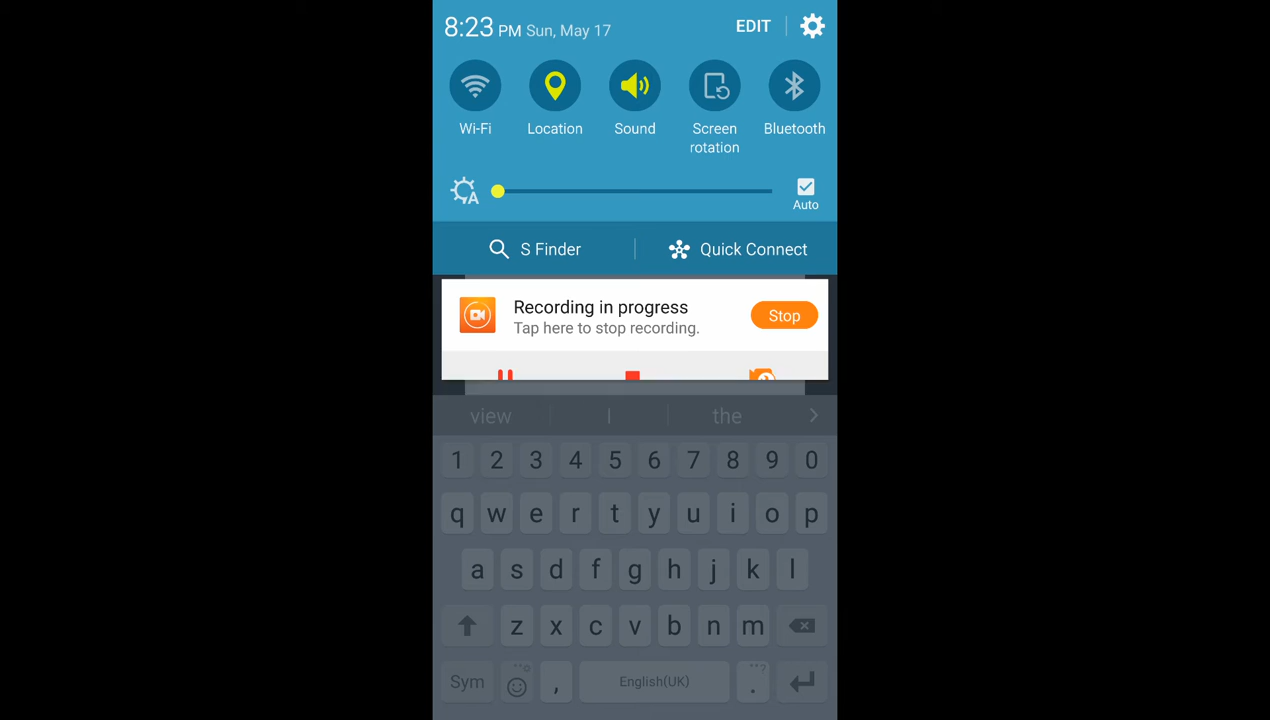 8:23 PM Sun, May 17 EDIT
Wi-Fi Location Sound Screen rotation Bluetooth
A Auto
S Finder Quick Connect
Recording in progress
Tap here to stop recording.
Stop
view I the
1 2 3 4 5 6 7 8 9 0
q w e r t y u i o p
a s d f g h j k l
z x c v b n m
Sym , English(UK) .